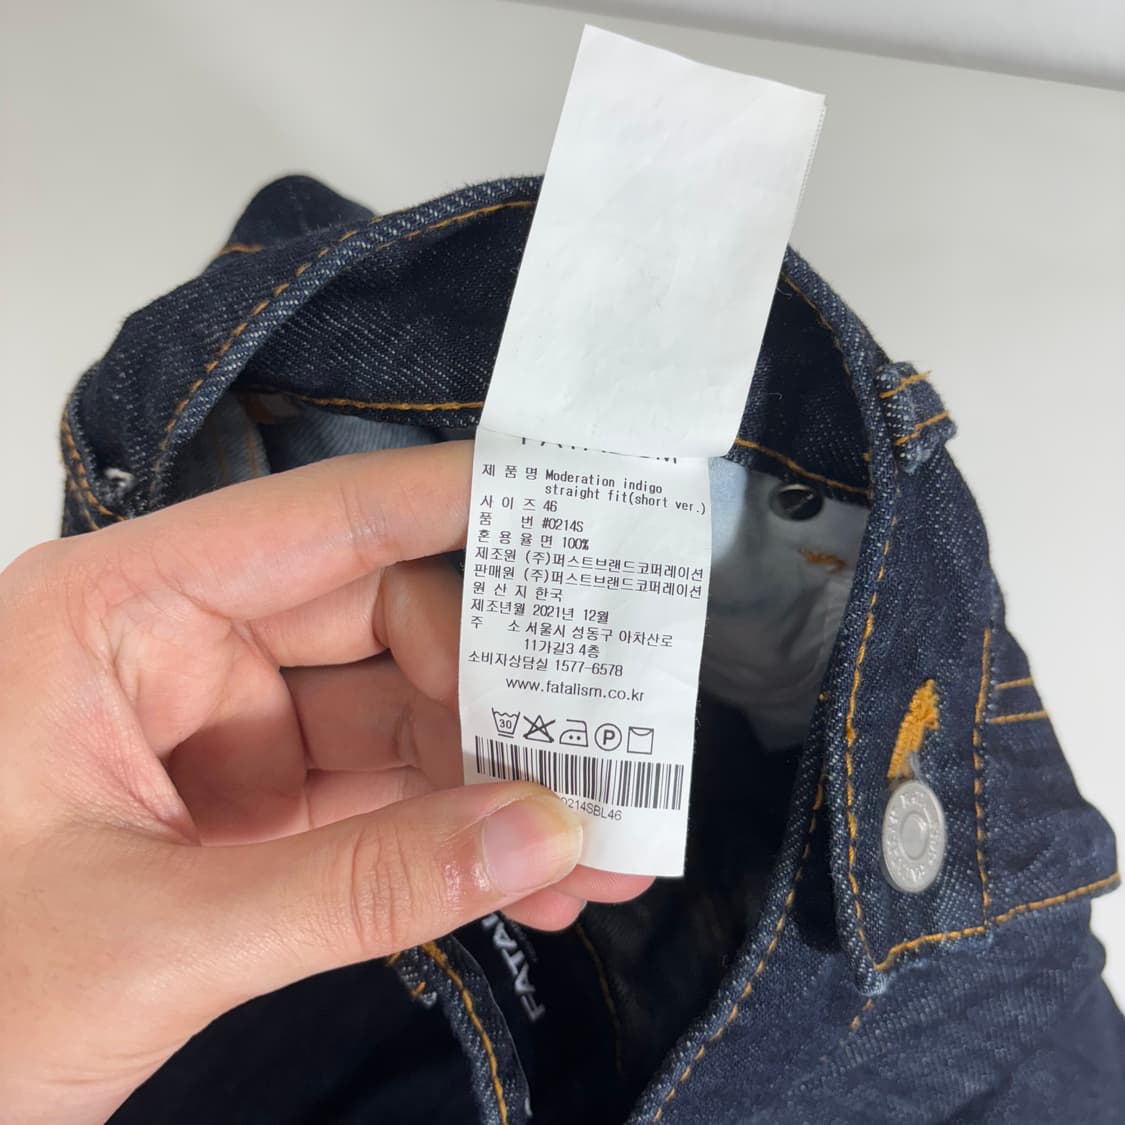 FATALISM
제 품 명 Moderation indigo
straight fit(short ver.)
사 이 즈 46
품 번 #0214S
혼 용 율 면 100%
제조원 (주)퍼스트브랜드코퍼레이션
판매원 (주)퍼스트브랜드코퍼레이션
원 산 지 한국
제조년월 2021년 12월
주 소 서울시 성동구 아차산로
11가길3 4층
소비자상담실 1577-6578
www.fatalism.co.kr
30
P
0214SBL46
FATAL